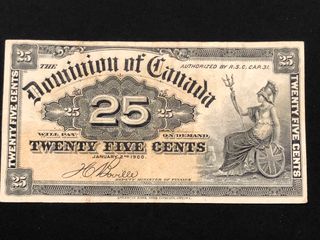 25
25
THE
Dominion of Canada
AUTHORIZED BY R.S.C. CAP. 31.
25
25
25
WILL PAY
ON DEMAND,
TWENTY FIVE CENTS
JANUARY 2ND 1900.
DEPUTY MINISTER OF FINANCE
TWENTY FIVE CENTS
TWENTY FIVE CENTS
25
25